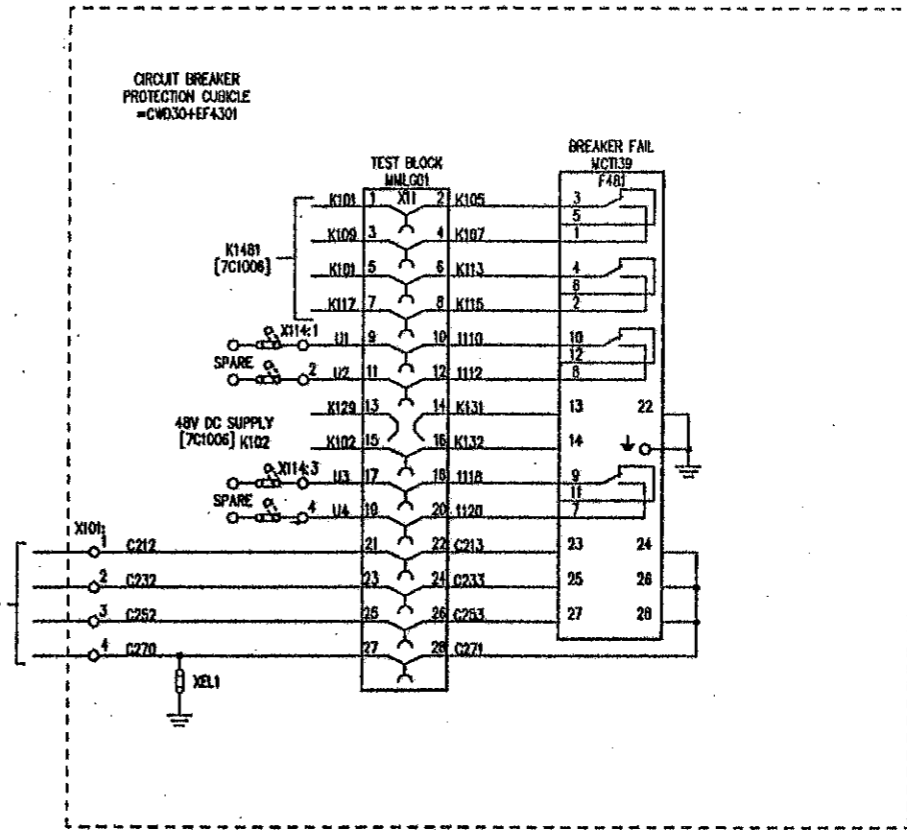 CIRCUIT BREAKER
PROTECTION CUBICLE
=CWD30+EF4301
TEST BLOCK
MMLG01
BREAKER FAIL
MCTI39
F481
X11
K101 1 2 K105 3
5
K109 3 4 K107 1
K1481
[7C1006]
K101 5 6 K113 4
6
K117 7 8 K115 2
X114:1 U1 9 10 1110 10
12
SPARE 2 U2 11 12 1112 8
K129 13 14 K131 13 22
48V DC SUPPLY
[7C1006] K102
K102 15 16 K132 14
X114:3 U3 17 18 1118 9
11
SPARE 4 U4 19 20 1120 7
X101:
1 C212 21 22 C213 23 24
2 C232 23 24 C233 25 26
3 C252 25 26 C253 27 28
4 C270 27 28 C271
XEL1